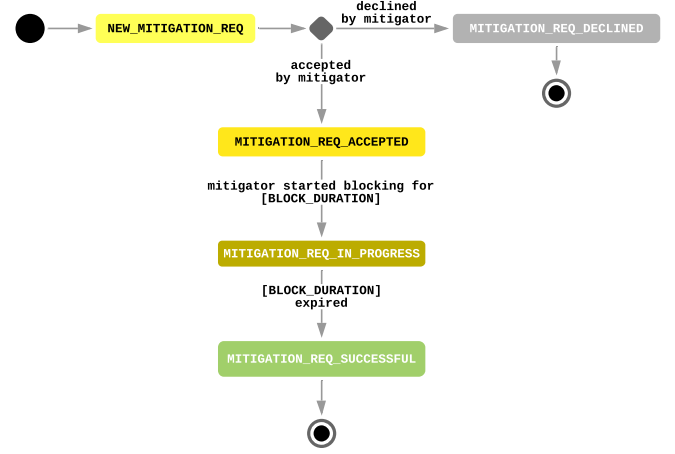 NEW_MITIGATION_REQ
declined
by mitigator
MITIGATION_REQ_DECLINED
accepted
by mitigator
MITIGATION_REQ_ACCEPTED
mitigator started blocking for
[BLOCK_DURATION]
MITIGATION_REQ_IN_PROGRESS
[BLOCK_DURATION]
expired
MITIGATION_REQ_SUCCESSFUL